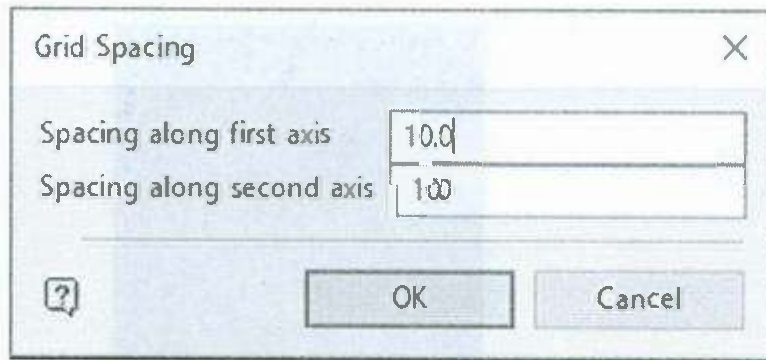 Grid Spacing
Spacing along first axis 10.0
Spacing along second axis
? OK Cancel